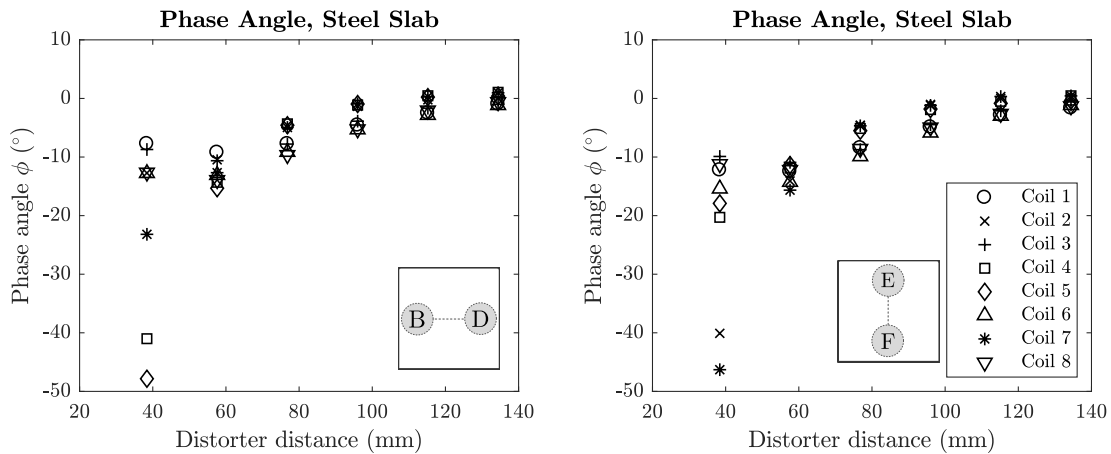 Phase Angle, Steel Slab
10
0
-10
-20
-30
-40
-50
Phase angle ϕ (°)
B D
20 40 60 80 100 120 140
Distorter distance (mm)
Phase Angle, Steel Slab
10
0
-10
-20
-30
-40
-50
Phase angle ϕ (°)
E
F
Coil 1
Coil 2
Coil 3
Coil 4
Coil 5
Coil 6
Coil 7
Coil 8
20 40 60 80 100 120 140
Distorter distance (mm)